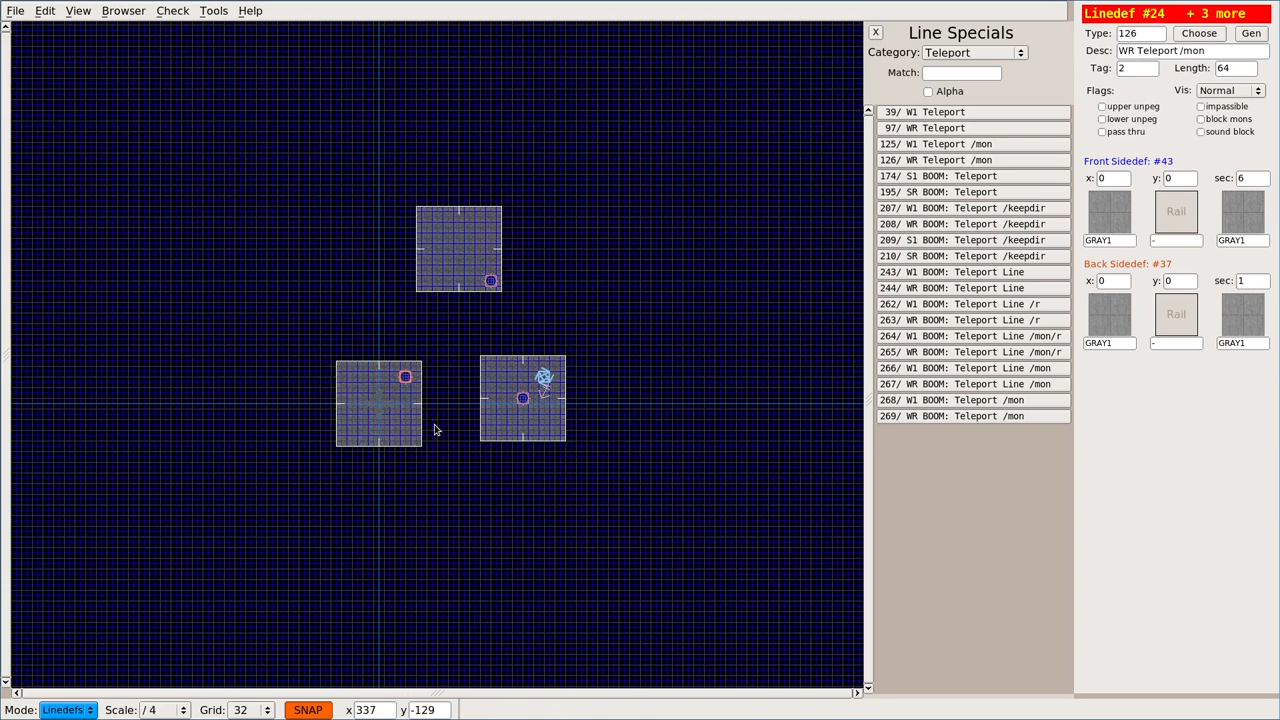 File Edit View Browser Check Tools Help
X Line Specials
Category: Teleport
Match:
Alpha
39/ W1 Teleport
97/ WR Teleport
125/ W1 Teleport /mon
126/ WR Teleport /mon
174/ S1 BOOM: Teleport
195/ SR BOOM: Teleport
207/ W1 BOOM: Teleport /keepdir
208/ WR BOOM: Teleport /keepdir
209/ S1 BOOM: Teleport /keepdir
210/ SR BOOM: Teleport /keepdir
243/ W1 BOOM: Teleport Line
244/ WR BOOM: Teleport Line
262/ W1 BOOM: Teleport Line /r
263/ WR BOOM: Teleport Line /r
264/ W1 BOOM: Teleport Line /mon/r
265/ WR BOOM: Teleport Line /mon/r
266/ W1 BOOM: Teleport Line /mon
267/ WR BOOM: Teleport Line /mon
268/ W1 BOOM: Teleport /mon
269/ WR BOOM: Teleport /mon
Linedef #24 + 3 more
Type: 126 Choose Gen
Desc: WR Teleport /mon
Tag: 2 Length: 64
Flags: Vis: Normal
upper unpeg impassible
lower unpeg block mons
pass thru sound block
Front Sidedef: #43
x: 0 y: 0 sec: 6
Rail
GRAY1 - GRAY1
Back Sidedef: #37
x: 0 y: 0 sec: 1
Rail
GRAY1 - GRAY1
Mode: Linedefs Scale: / 4 Grid: 32 SNAP x 337 y -129